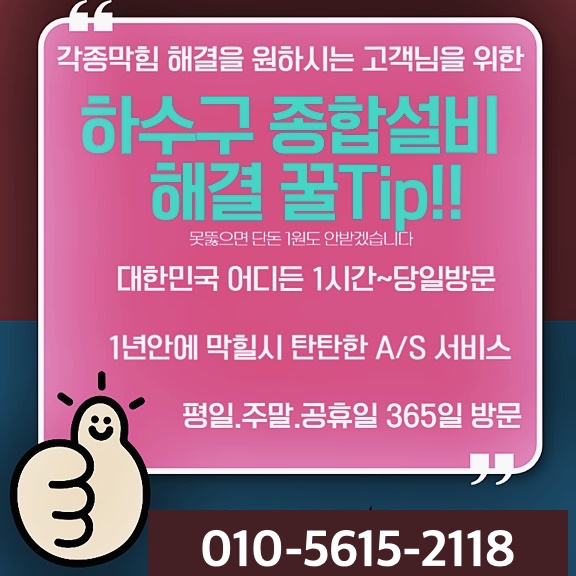 각종막힘 해결을 원하시는 고객님을 위한
하수구 종합설비
해결 꿀Tip!!
못뚫으면 단돈 1원도 안받겠습니다
대한민국 어디든 1시간~당일방문
1년안에 막힐시 탄탄한 A/S 서비스
평일.주말.공휴일 365일 방문
010-5615-2118